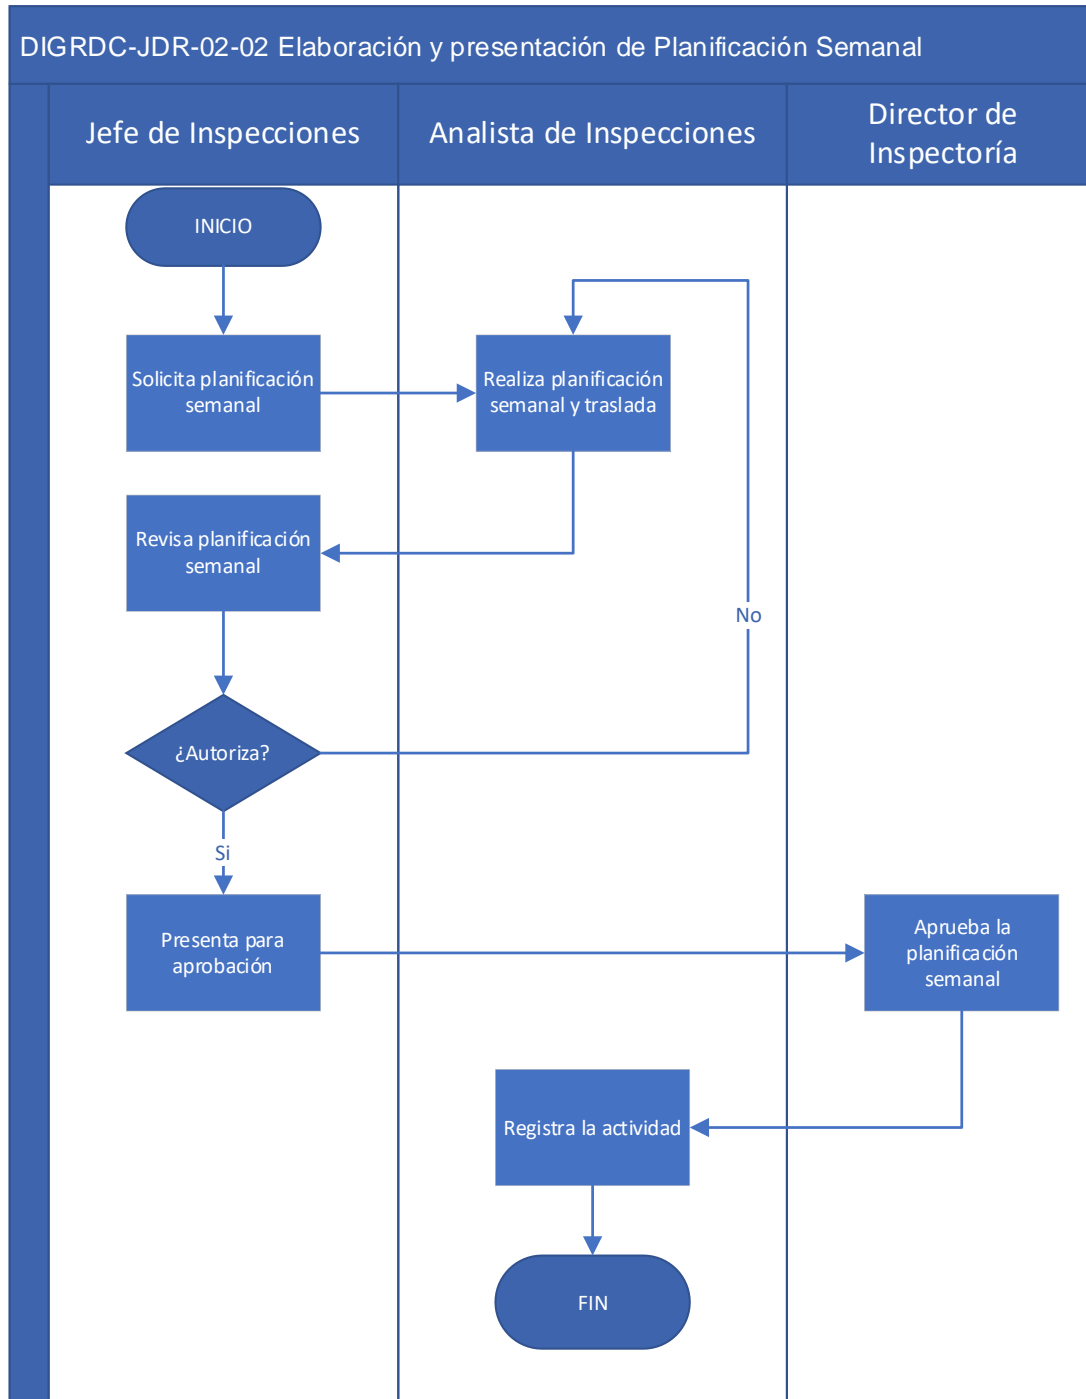 DIGRDC-JDR-02-02 Elaboración y presentación de Planificación Semanal
Jefe de Inspecciones
Analista de Inspecciones
Director de
Inspectoría
INICIO
Solicita planificación
semanal
Realiza planificación
semanal y traslada
Revisa planificación
semanal
No
¿Autoriza?
Si
Presenta para
aprobación
Aprueba la
planificación
semanal
Registra la actividad
FIN